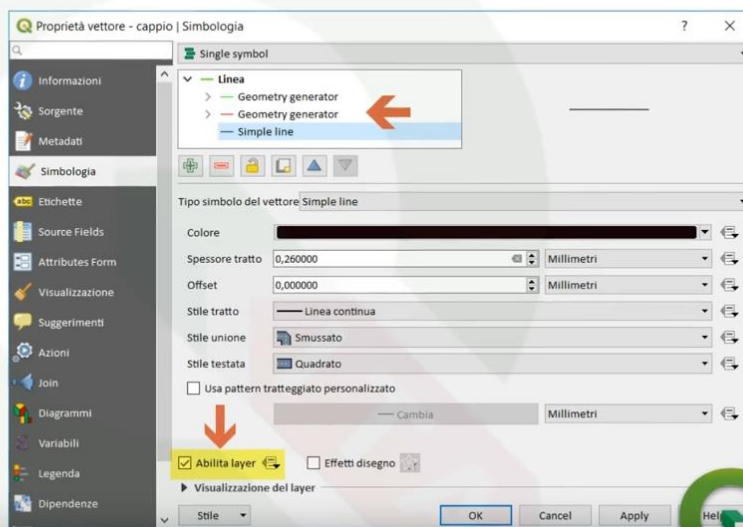 Proprietà vettore - cappio | Simbologia
Single symbol
Informazioni
Sorgente
Metadati
Simbologia
abc Etichette
Source Fields
Attributes Form
Visualizzazione
Suggerimenti
Azioni
Join
Diagrammi
Variabili
Legenda
Dipendenze
Linea
Geometry generator
Geometry generator
Simple line
Tipo simbolo del vettore Simple line
Colore
Spessore tratto 0,260000 Millimetri
Offset 0,000000 Millimetri
Stile tratto Linea continua
Stile unione Smussato
Stile testata Quadrato
Usa pattern tratteggiato personalizzato
Cambia Millimetri
Abilita layer Effetti disegno
Visualizzazione del layer
Stile OK Cancel Apply